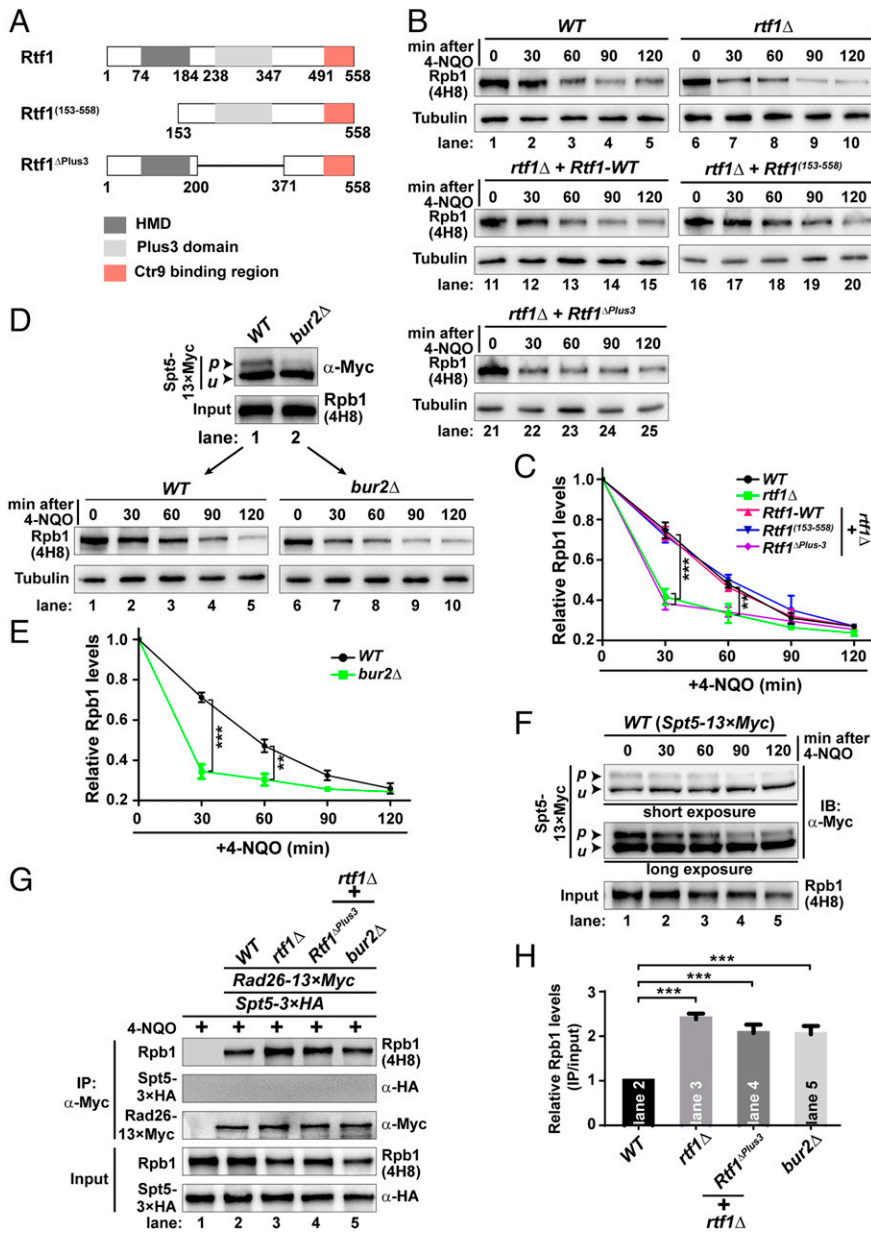 A
Rtf1
1 74 184 238 347 491 558
Rtf1(153-558)
153 558
Rtf1ΔPlus3
1 200 371 558
HMD
Plus3 domain
Ctr9 binding region
B
WT
rtf1Δ
min after
4-NQO
0 30 60 90 120
0 30 60 90 120
Rpb1
(4H8)
Tubulin
lane: 1 2 3 4 5
6 7 8 9 10
rtf1Δ + Rtf1-WT
rtf1Δ + Rtf1(153-558)
min after
4-NQO
0 30 60 90 120
0 30 60 90 120
Rpb1
(4H8)
Tubulin
lane: 11 12 13 14 15
16 17 18 19 20
rtf1Δ + Rtf1ΔPlus3
min after
4-NQO
0 30 60 90 120
Rpb1
(4H8)
Tubulin
lane: 21 22 23 24 25
C
Relative Rpb1 levels
1.0
0.8
0.6
0.4
0.2
0 30 60 90 120
+4-NQO (min)
WT
rtf1Δ
Rtf1-WT
Rtf1(153-558)
Rtf1ΔPlus-3
rtf1Δ
+
***
**
D
WT
bur2Δ
Spt5-
13×Myc
p
u
α-Myc
Input
Rpb1
(4H8)
lane: 1 2
WT
bur2Δ
min after
4-NQO
0 30 60 90 120
0 30 60 90 120
Rpb1
(4H8)
Tubulin
lane: 1 2 3 4 5
6 7 8 9 10
E
Relative Rpb1 levels
1.0
0.8
0.6
0.4
0.2
0 30 60 90 120
+4-NQO (min)
WT
bur2Δ
***
**
F
WT (Spt5-13×Myc)
0 30 60 90 120
min after
4-NQO
Spt5-
13×Myc
p
u
short exposure
p
u
long exposure
IB:
α-Myc
Input
Rpb1
(4H8)
lane: 1 2 3 4 5
G
rtf1Δ
+
WT
rtf1Δ
Rtf1ΔPlus3
bur2Δ
Rad26-13×Myc
Spt5-3×HA
4-NQO + + + + +
IP:
α-Myc
Rpb1
Rpb1
(4H8)
Spt5-
3×HA
α-HA
Rad26-
13×Myc
α-Myc
Input
Rpb1
Rpb1
(4H8)
Spt5-
3×HA
α-HA
lane: 1 2 3 4 5
H
Relative Rpb1 levels
(IP/input)
3
2
1
0
***
***
***
lane 2
lane 3
lane 4
lane 5
WT
rtf1Δ
Rtf1ΔPlus3
bur2Δ
+
rtf1Δ